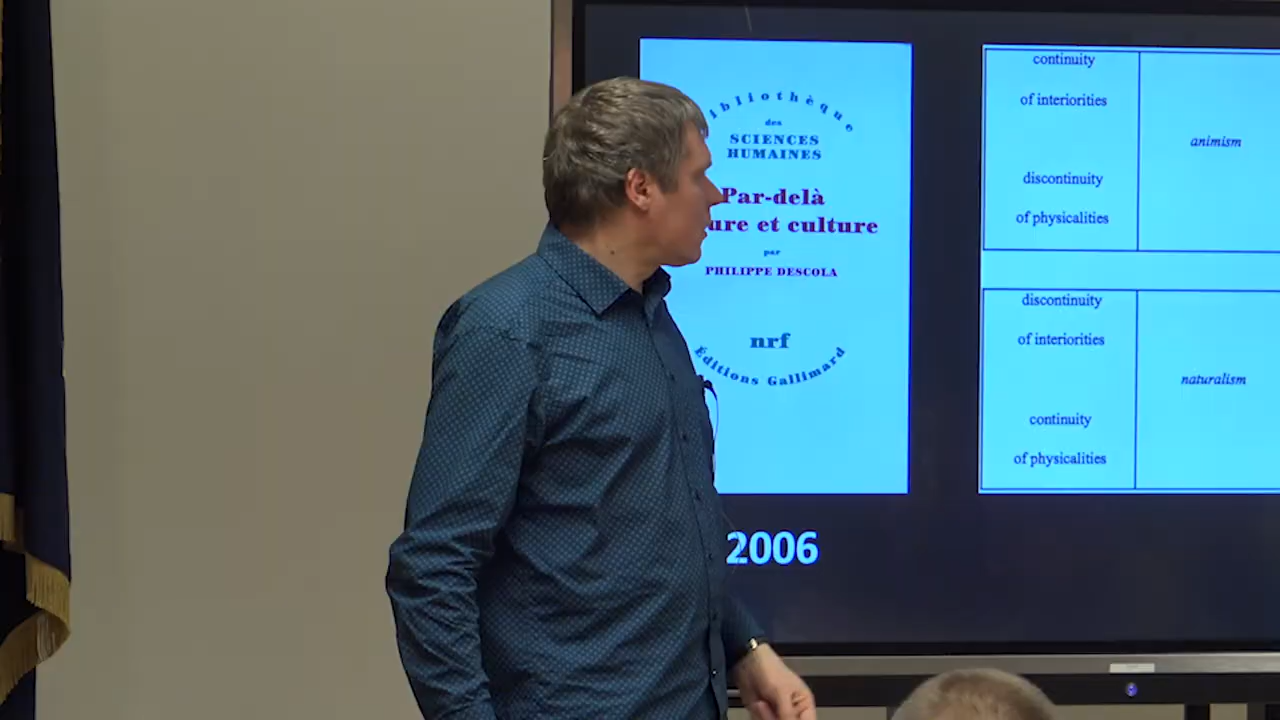 ibliothèque
des
SCIENCES
HUMAINES
Par-delà
ure et culture
par
PHILIPPE DESCOLA
nrf
Éditions Gallimard
2006
continuity
of interiorities
discontinuity
of physicalities
animism
discontinuity
of interiorities
continuity
of physicalities
naturalism